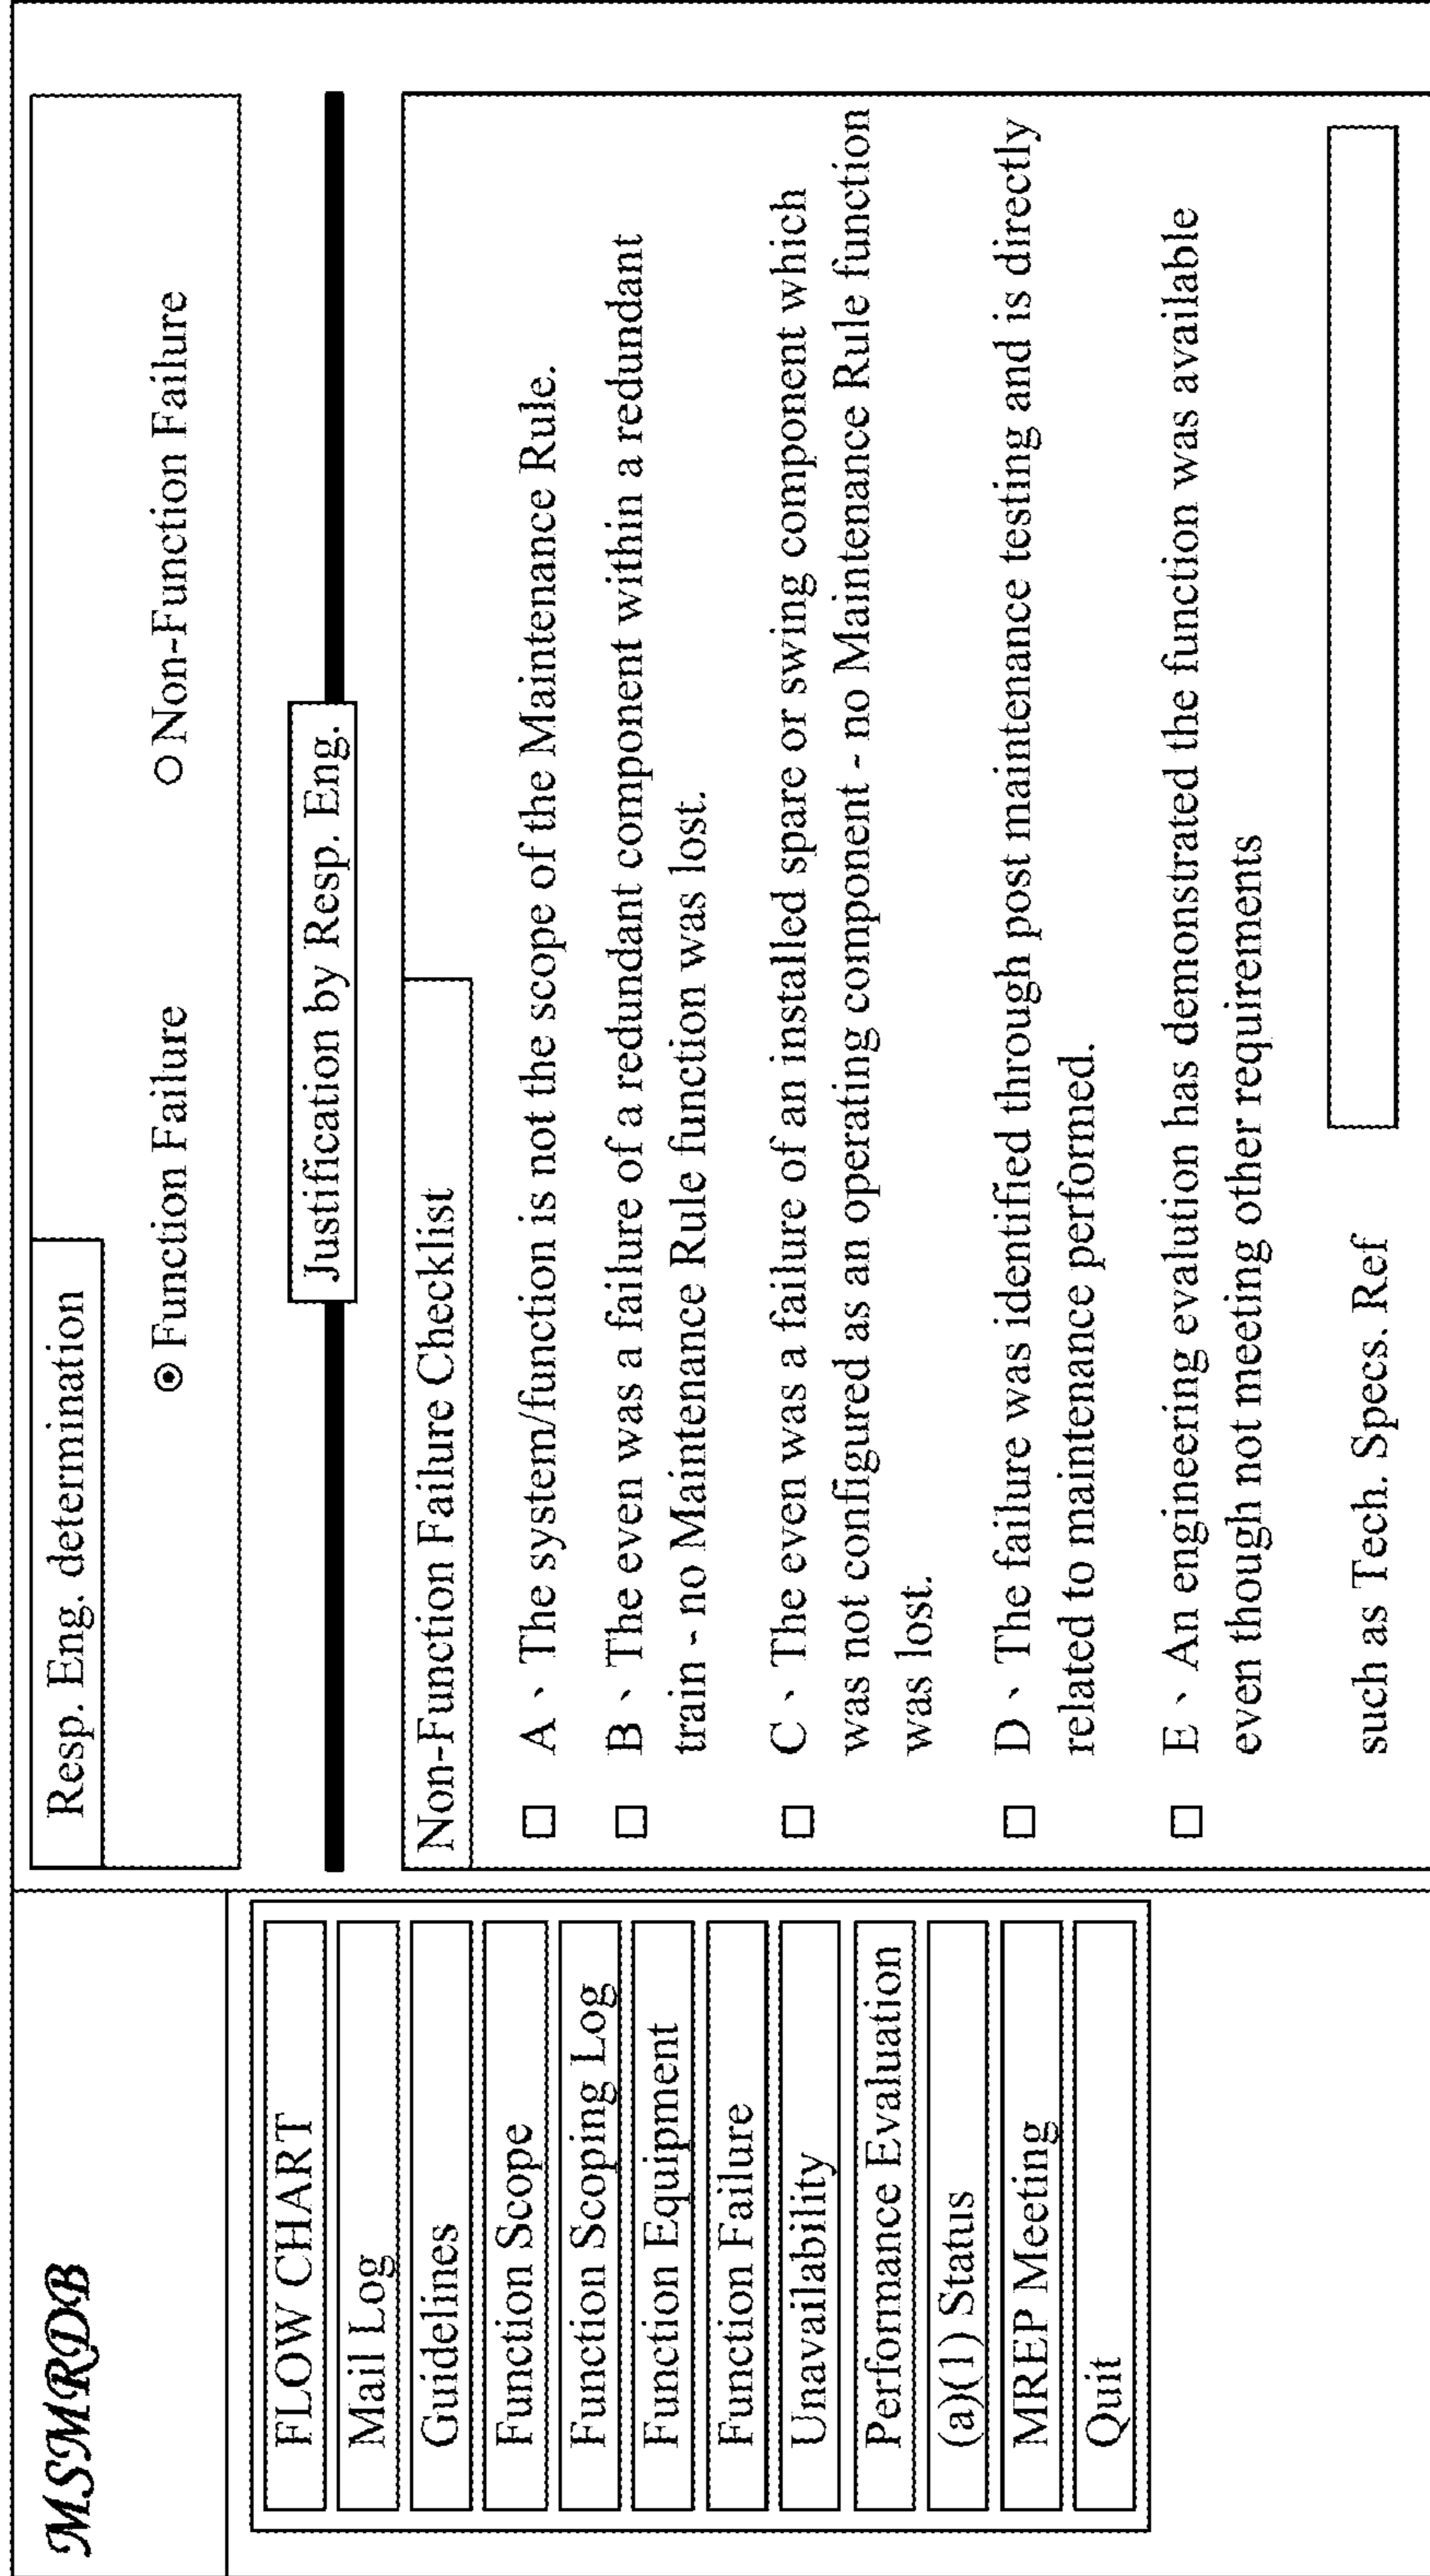 MSMRDB
FLOW CHART
Mail Log
Guidelines
Function Scope
Function Scoping Log
Function Equipment
Function Failure
Unavailability
Performance Evaluation
(a)(1) Status
MREP Meeting
Quit
Resp. Eng. determination
Function Failure
Non-Function Failure
Justification by Resp. Eng.
Non-Function Failure Checklist
A、The system/function is not the scope of the Maintenance Rule.
B、The even was a failure of a redundant component within a redundant
train - no Maintenance Rule function was lost.
C、The even was a failure of an installed spare or swing component which
was not configured as an operating component - no Maintenance Rule function
was lost.
D、The failure was identified through post maintenance testing and is directly
related to maintenance performed.
E、An engineering evalution has demonstrated the function was available
even though not meeting other requirements
such as Tech. Specs. Ref